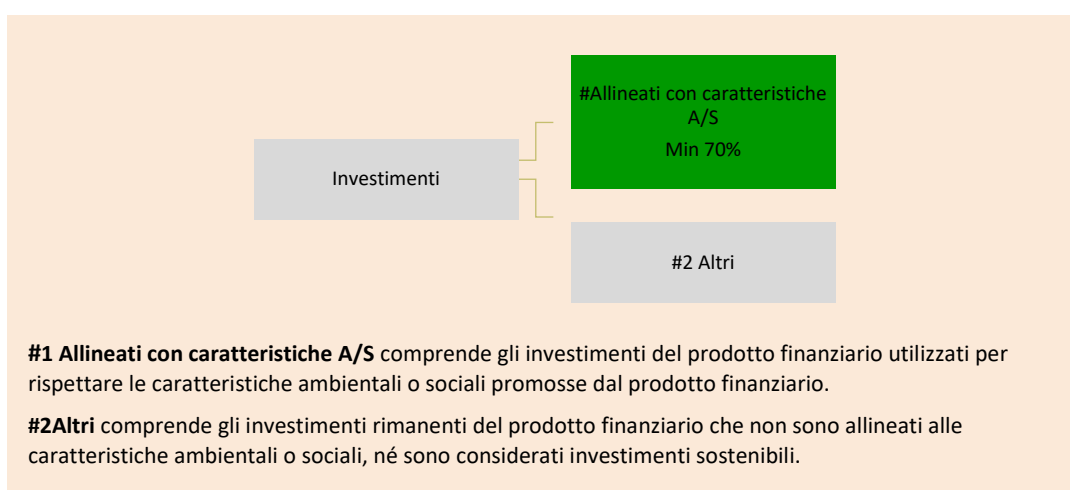 #Allineati con caratteristiche
A/S
Min 70%
Investimenti
#2 Altri
#1 Allineati con caratteristiche A/S comprende gli investimenti del prodotto finanziario utilizzati per
rispettare le caratteristiche ambientali o sociali promosse dal prodotto finanziario.
#2Altri comprende gli investimenti rimanenti del prodotto finanziario che non sono allineati alle
caratteristiche ambientali o sociali, né sono considerati investimenti sostenibili.